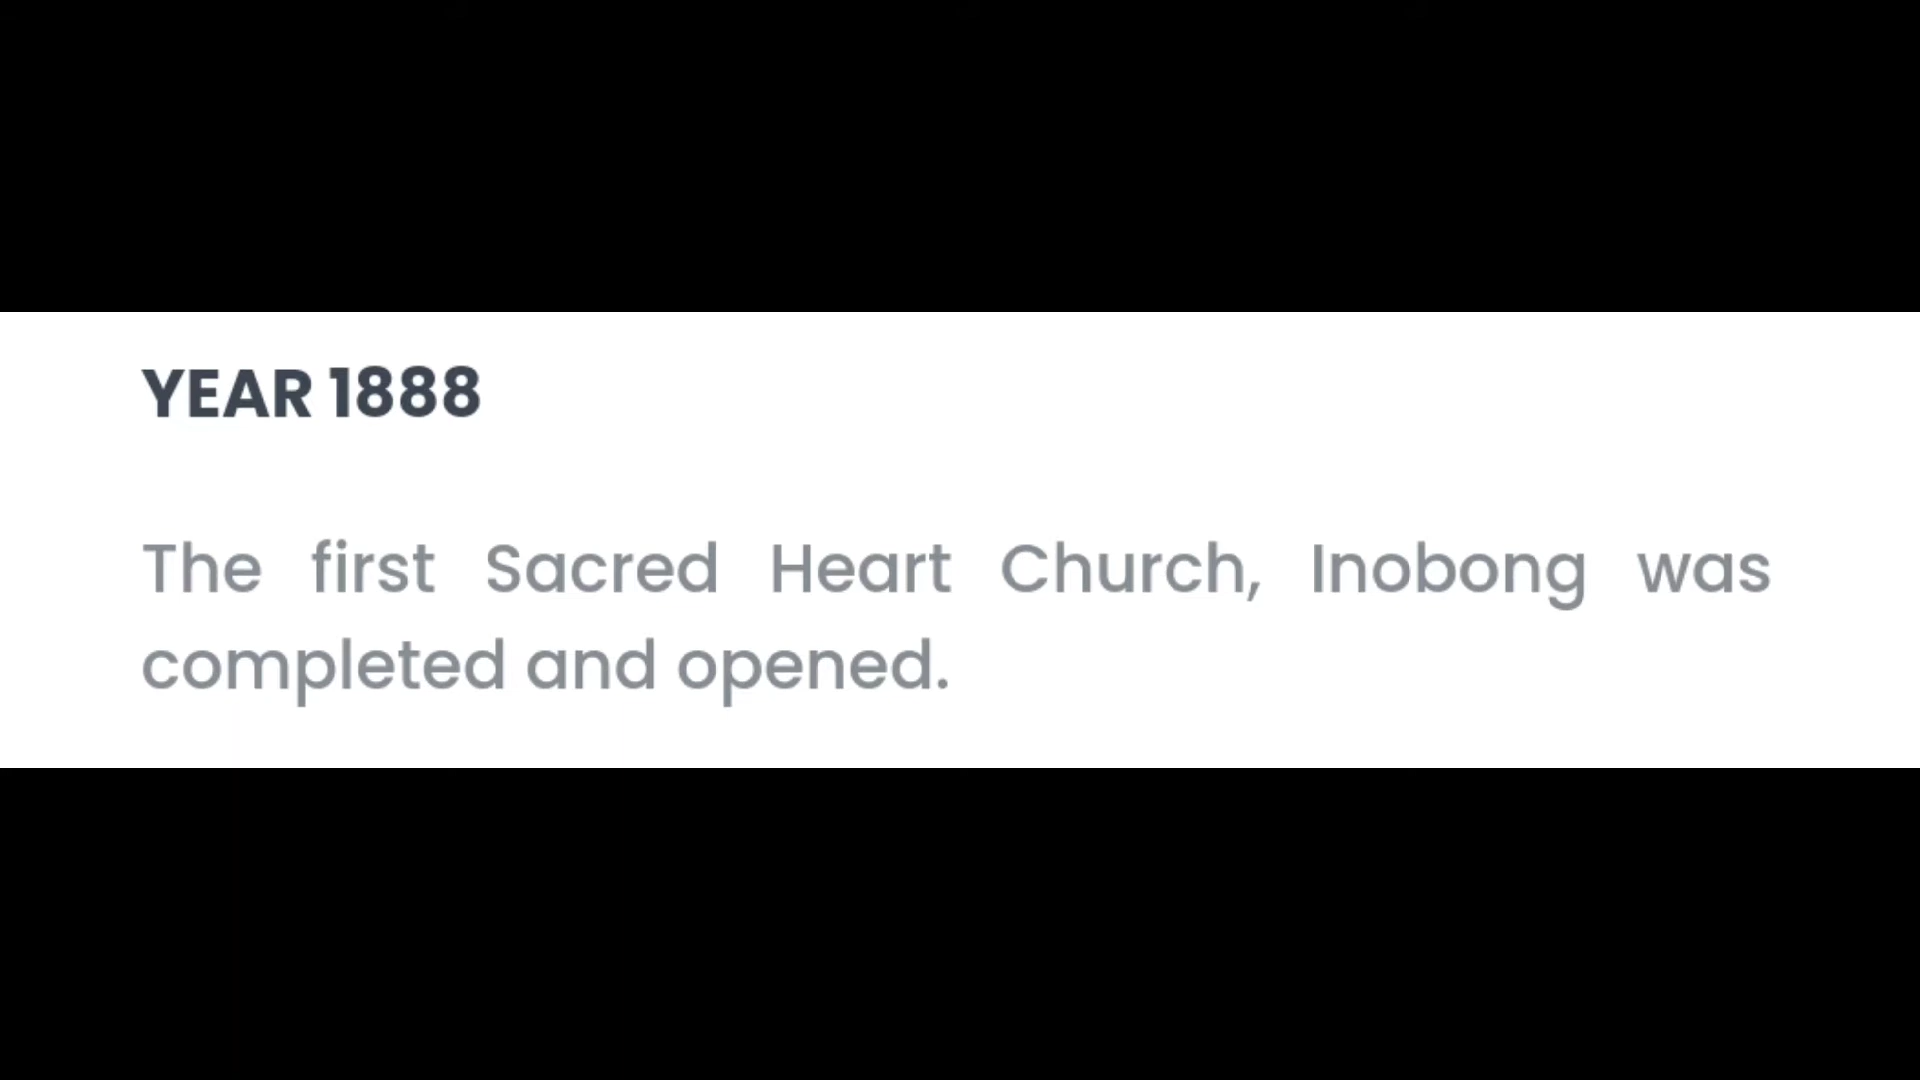 YEAR 1888
The first Sacred Heart Church, Inobong was
completed and opened.